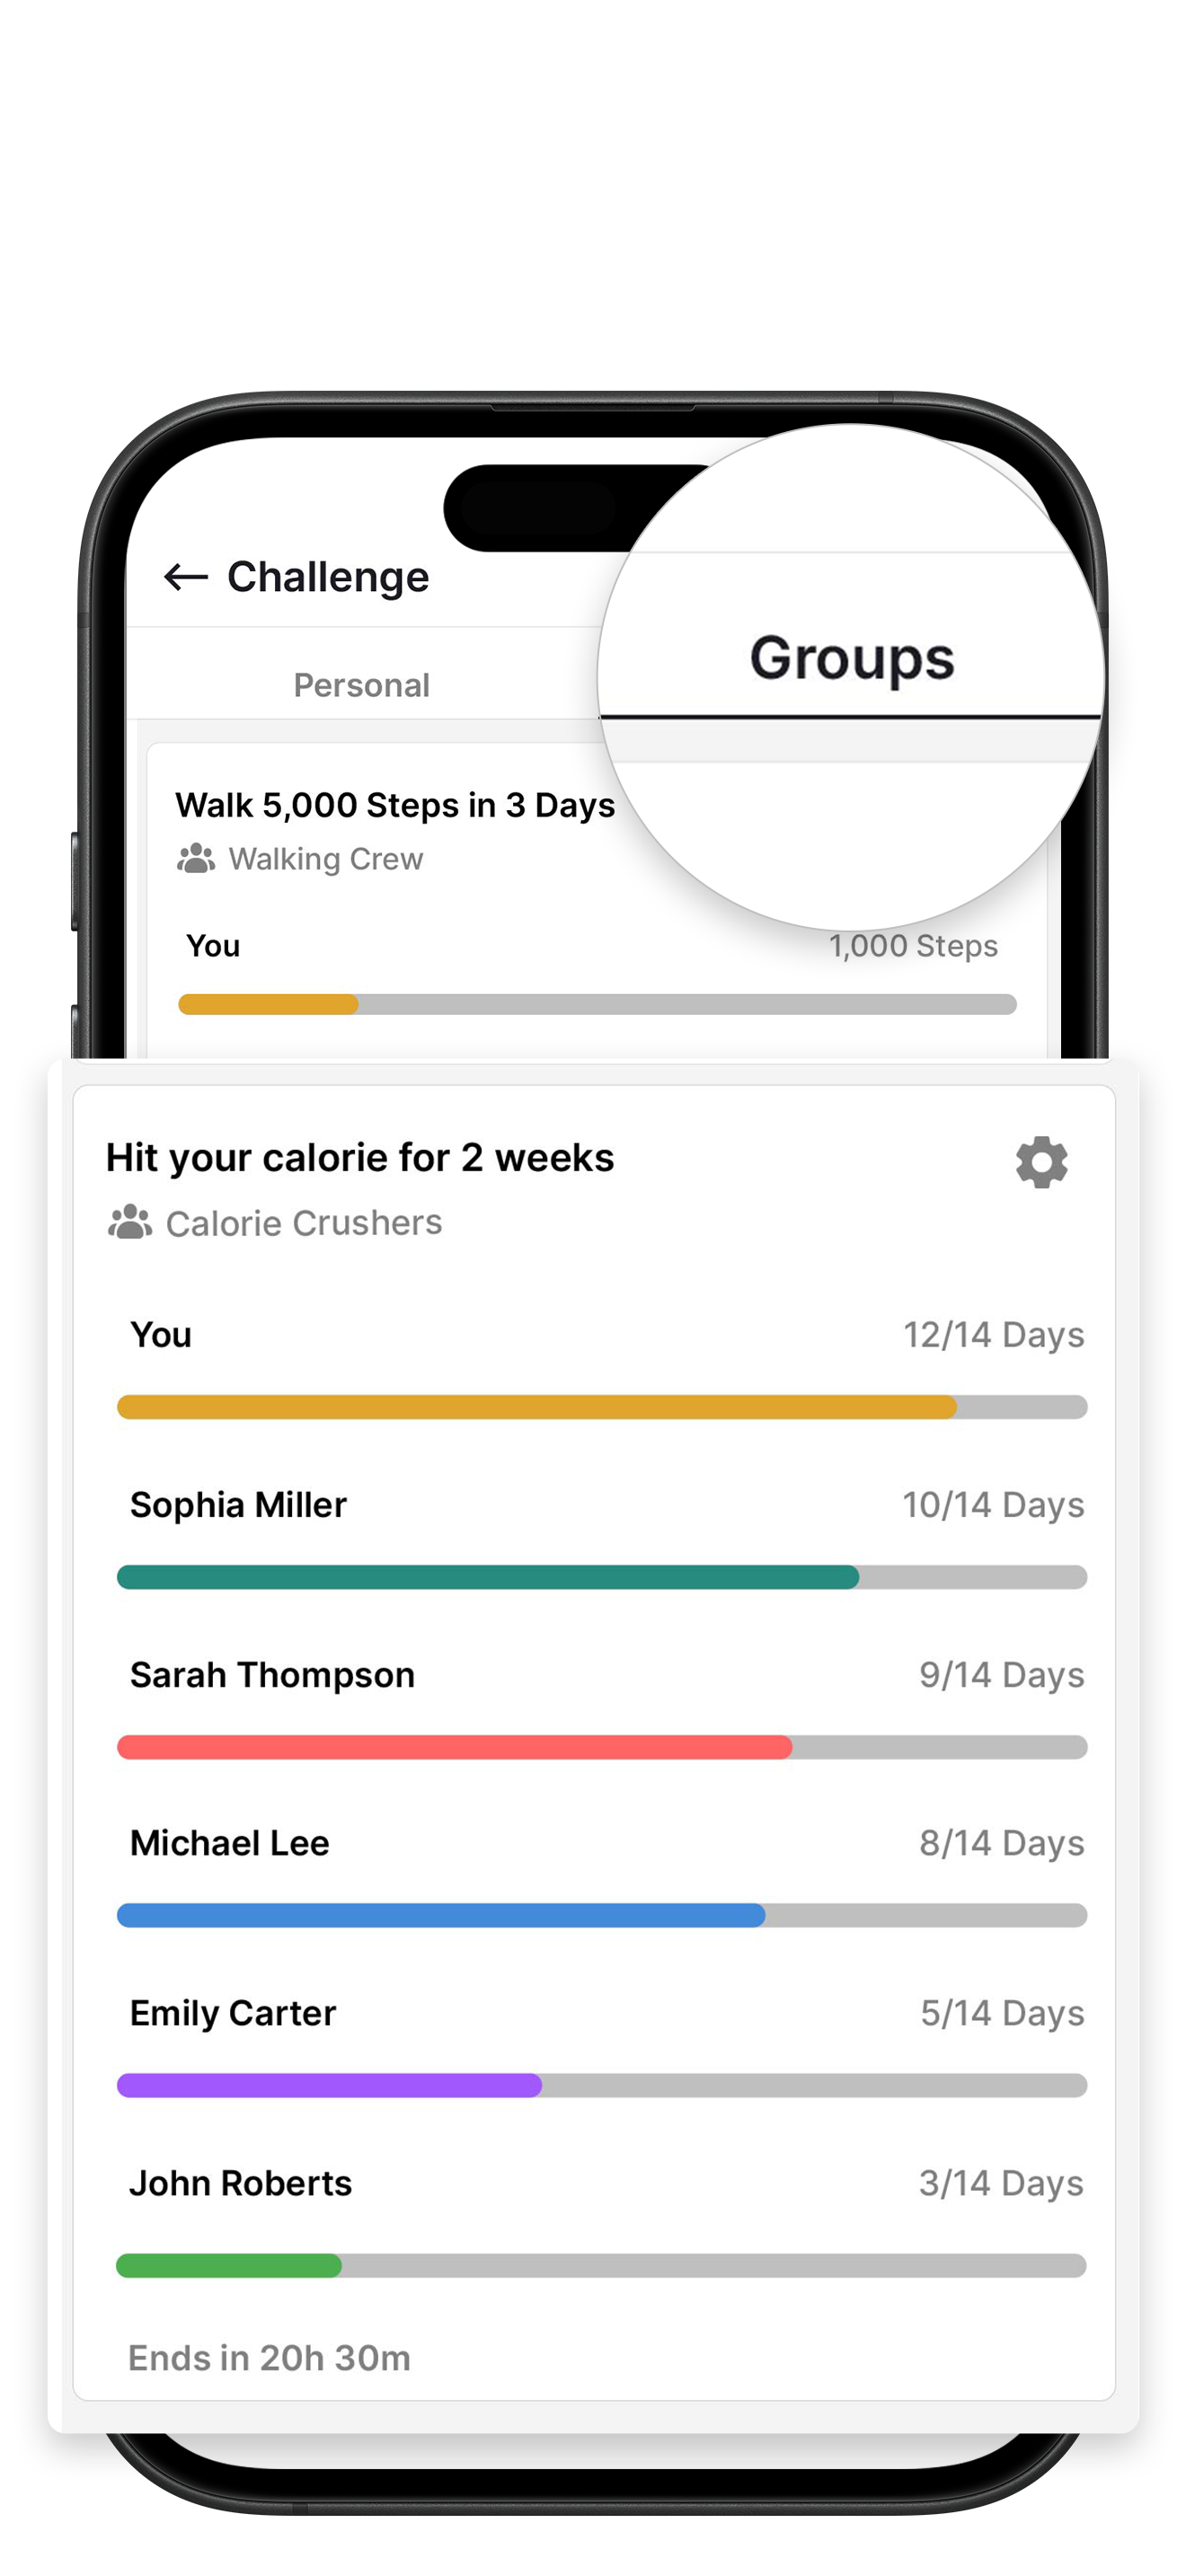 Challenge
Personal
Groups
Walk 5,000 Steps in 3 Days
Walking Crew
You 1,000 Steps
Hit your calorie for 2 weeks
Calorie Crushers
You 12/14 Days
Sophia Miller 10/14 Days
Sarah Thompson 9/14 Days
Michael Lee 8/14 Days
Emily Carter 5/14 Days
John Roberts 3/14 Days
Ends in 20h 30m